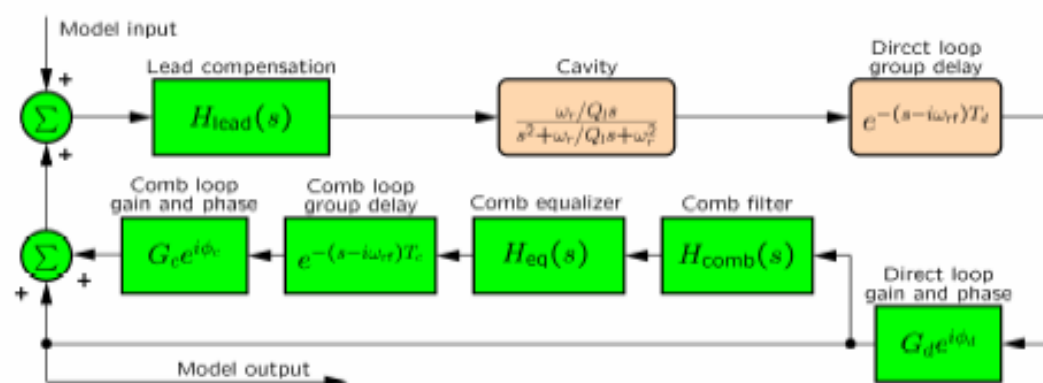 Model input
+
Σ
+
Lead compensation
H_lead(s)
Cavity
ω_r/Q_l s
s²+ω_r/Q_l s+ω_r²
Direct loop
group delay
e^−(s−iω_rf)T_d
Comb loop
gain and phase
G_c e^iϕ_c
Comb loop
group delay
e^−(s−iω_rf)T_c
Comb equalizer
H_eq(s)
Comb filter
H_comb(s)
Σ
+
+
Direct loop
gain and phase
G_d e^iϕ_d
Model output